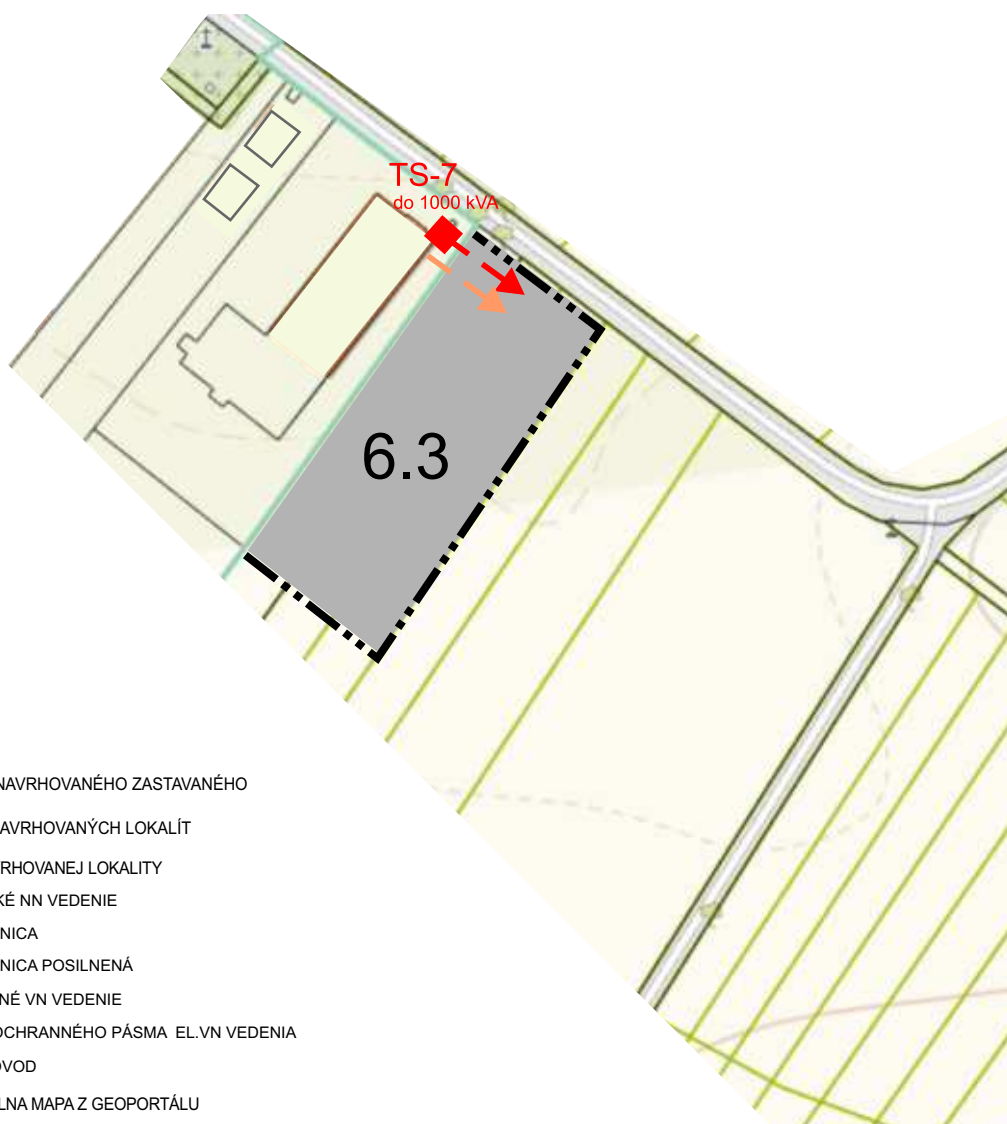 TS-7
do 1000 kVA
6.3
NAVRHOVANÉHO ZASTAVANÉHO
AVRHOVANÝCH LOKALÍT
RHOVANEJ LOKALITY
KÉ NN VEDENIE
NICA
NICA POSILNENÁ
NÉ VN VEDENIE
OCHRANNÉHO PÁSMA EL.VN VEDENIA
OVOD
LNA MAPA Z GEOPORTÁLU